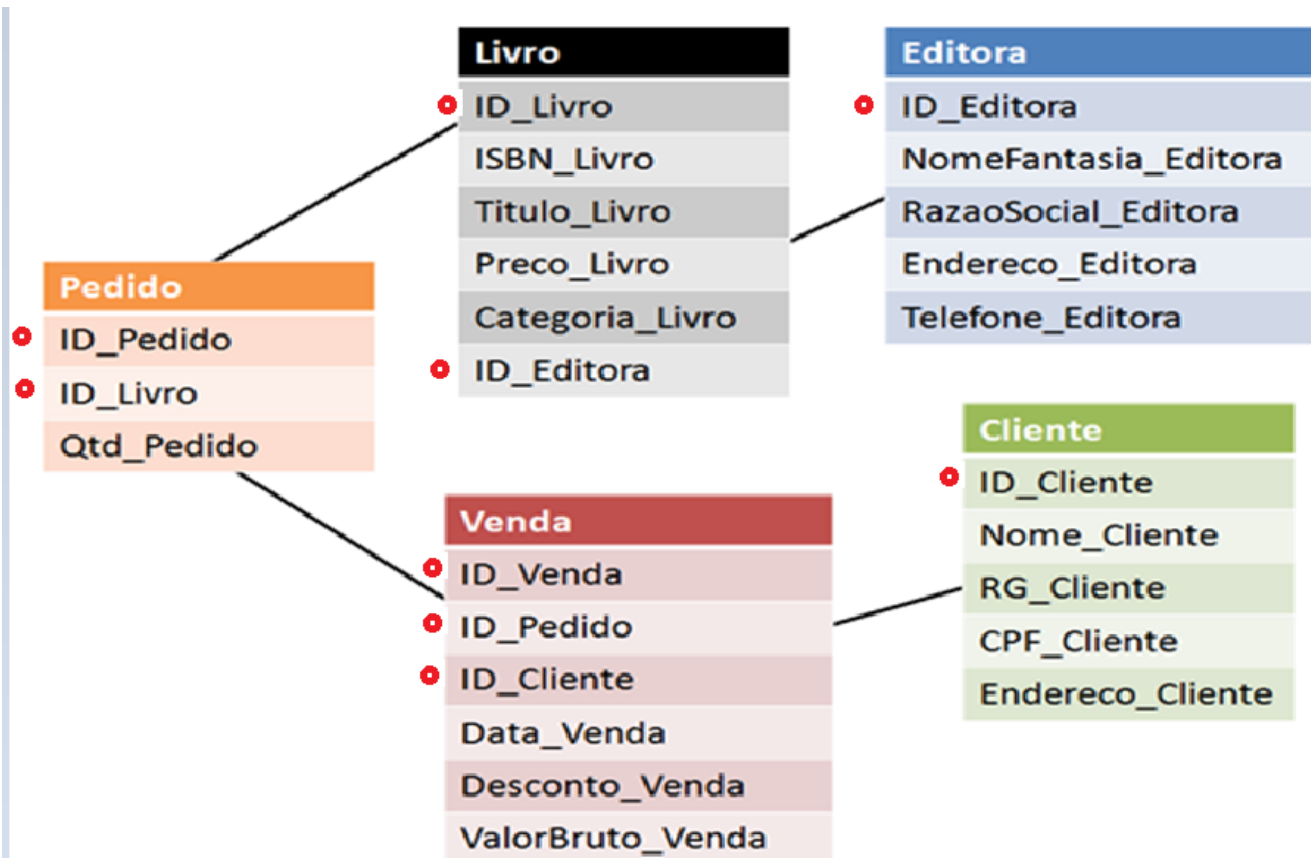 Livro
ID_Livro
ISBN_Livro
Titulo_Livro
Preco_Livro
Categoria_Livro
ID_Editora
Editora
ID_Editora
NomeFantasia_Editora
RazaoSocial_Editora
Endereco_Editora
Telefone_Editora
Pedido
ID_Pedido
ID_Livro
Qtd_Pedido
Venda
ID_Venda
ID_Pedido
ID_Cliente
Data_Venda
Desconto_Venda
ValorBruto_Venda
Cliente
ID_Cliente
Nome_Cliente
RG_Cliente
CPF_Cliente
Endereco_Cliente